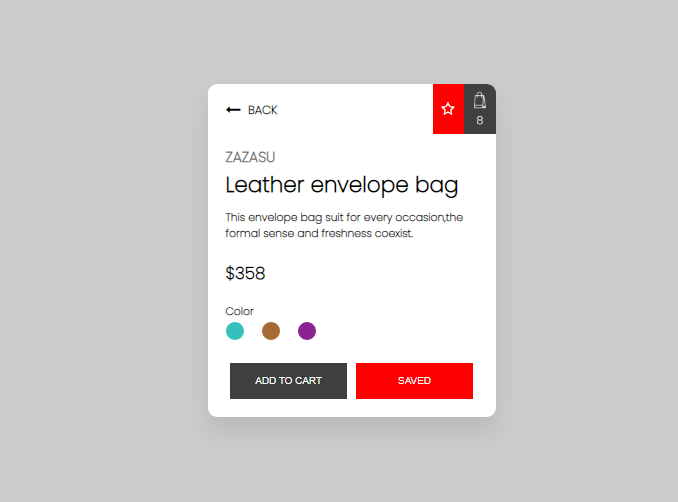 BACK
8
ZAZASU
Leather envelope bag
This envelope bag suit for every occasion,the
formal sense and freshness coexist.
$358
Color
ADD TO CART
SAVED